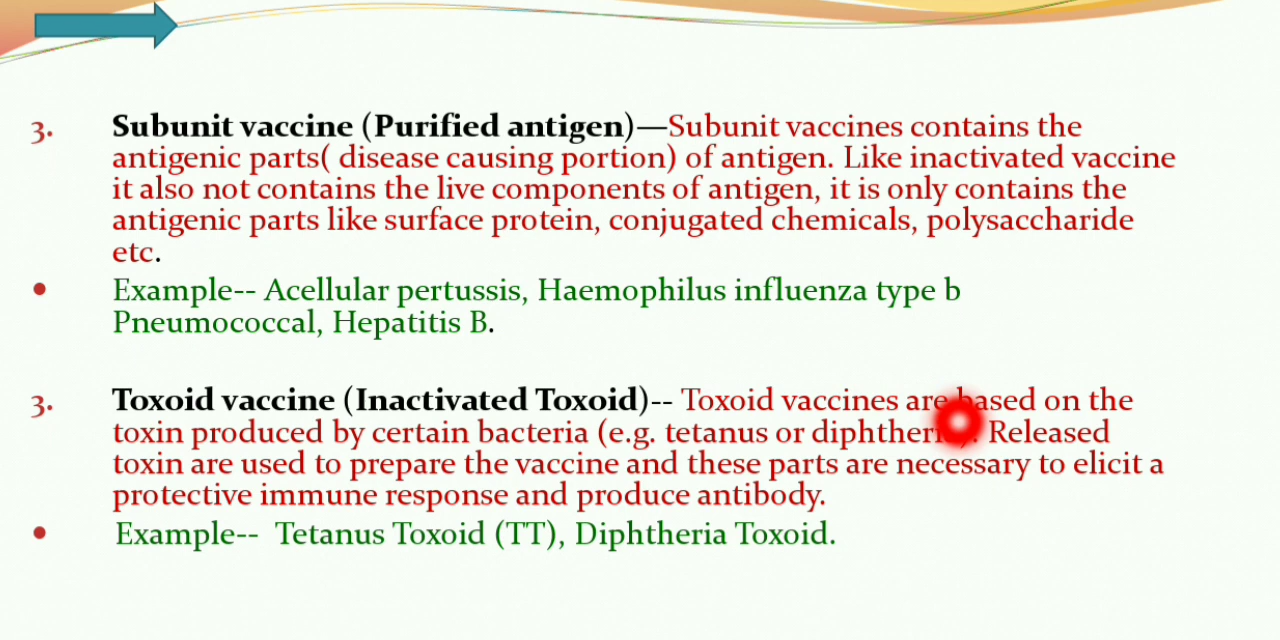 3. Subunit vaccine (Purified antigen)—Subunit vaccines contains the
antigenic parts( disease causing portion) of antigen. Like inactivated vaccine
it also not contains the live components of antigen, it is only contains the
antigenic parts like surface protein, conjugated chemicals, polysaccharide
etc.
• Example-- Acellular pertussis, Haemophilus influenza type b
Pneumococcal, Hepatitis B.
3. Toxoid vaccine (Inactivated Toxoid)-- Toxoid vaccines are based on the
toxin produced by certain bacteria (e.g. tetanus or diphtheria). Released
toxin are used to prepare the vaccine and these parts are necessary to elicit a
protective immune response and produce antibody.
• Example-- Tetanus Toxoid (TT), Diphtheria Toxoid.